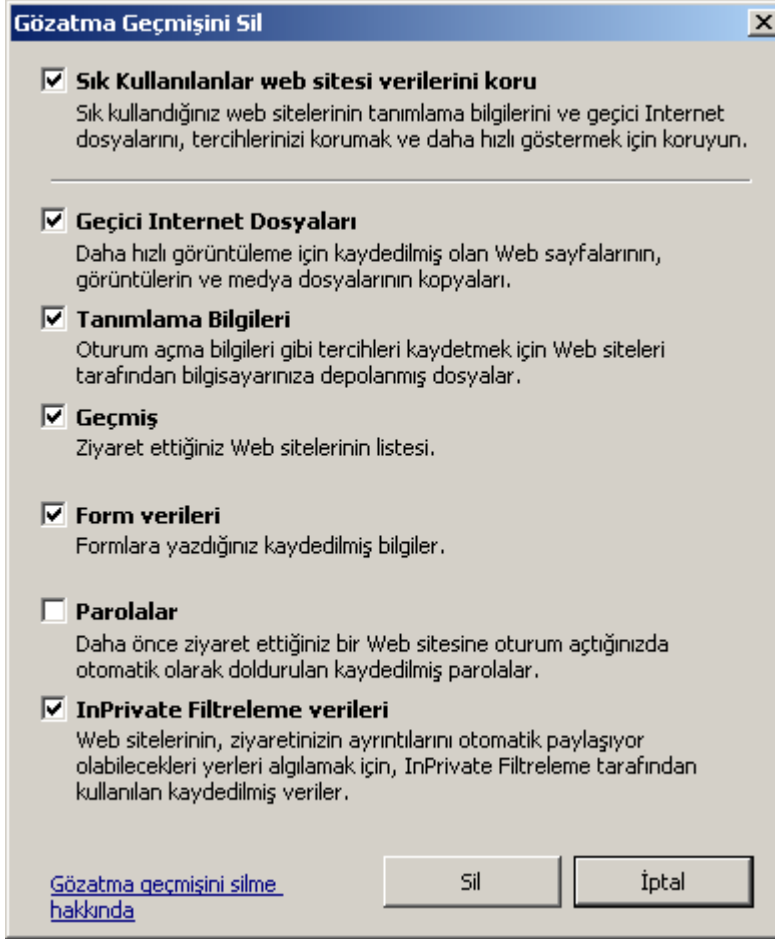 Gözatma Geçmişini Sil
Sık Kullanılanlar web sitesi verilerini koru
Sık kullandığınız web sitelerinin tanımlama bilgilerini ve geçici Internet
dosyalarını, tercihlerinizi korumak ve daha hızlı göstermek için koruyun.
Geçici Internet Dosyaları
Daha hızlı görüntüleme için kaydedilmiş olan Web sayfalarının,
görüntülerin ve medya dosyalarının kopyaları.
Tanımlama Bilgileri
Oturum açma bilgileri gibi tercihleri kaydetmek için Web siteleri
tarafından bilgisayarınıza depolanmış dosyalar.
Geçmiş
Ziyaret ettiğiniz Web sitelerinin listesi.
Form verileri
Formlara yazdığınız kaydedilmiş bilgiler.
Parolalar
Daha önce ziyaret ettiğiniz bir Web sitesine oturum açtığınızda
otomatik olarak doldurulan kaydedilmiş parolalar.
InPrivate Filtreleme verileri
Web sitelerinin, ziyaretinizin ayrıntılarını otomatik paylaşıyor
olabilecekleri yerleri algılamak için, InPrivate Filtreleme tarafından
kullanılan kaydedilmiş veriler.
Gözatma geçmişini silme
hakkında
Sil
İptal